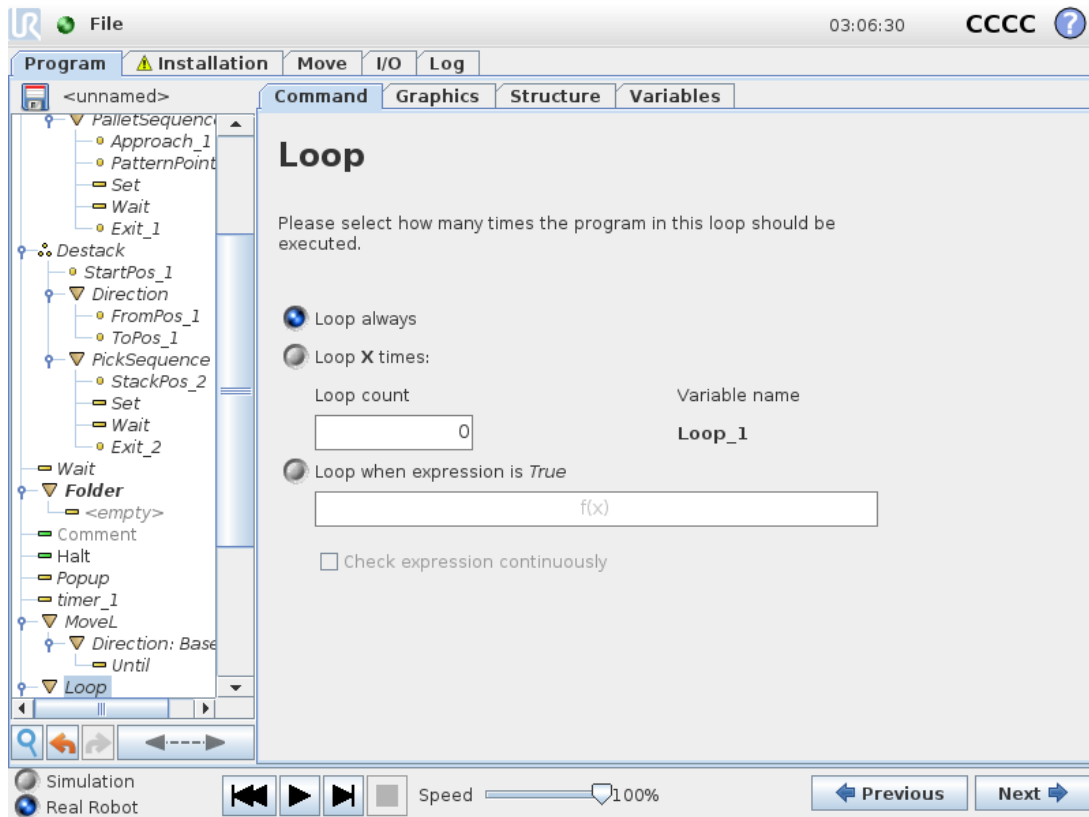 File
03:06:30
CCCC
?
Program
Installation
Move
I/O
Log
<unnamed>
Command
Graphics
Structure
Variables
PalletSequenc
Approach_1
PatternPoint
Set
Wait
Exit_1
Destack
StartPos_1
Direction
FromPos_1
ToPos_1
PickSequence
StackPos_2
Set
Wait
Exit_2
Wait
Folder
<empty>
Comment
Halt
Popup
timer_1
MoveL
Direction: Base
Until
Loop
Loop
Please select how many times the program in this loop should be
executed.
Loop always
Loop X times:
Loop count
Variable name
0
Loop_1
Loop when expression is True
f(x)
Check expression continuously
Simulation
Real Robot
Speed
100%
Previous
Next